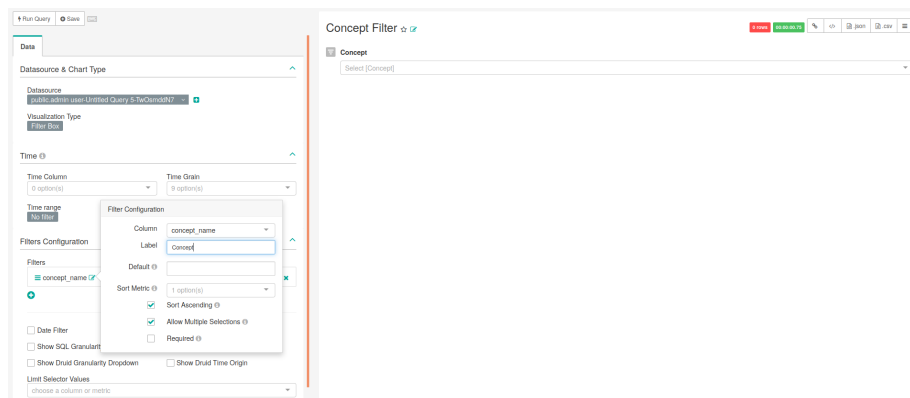 Run Query Save
Data
Datasource & Chart Type
Datasource
public.admin user-Untitled Query 5-TwOsmddN7
Visualization Type
Filter Box
Time
Time Column Time Grain
0 option(s) 9 option(s)
Time range
No filter
Filters Configuration
Filters
concept_name
Date Filter
Show SQL Granularit
Show Druid Granularity Dropdown Show Druid Time Origin
Limit Selector Values
choose a column or metric
Filter Configuration
Column concept_name
Label Concept
Default
Sort Metric 1 option(s)
Sort Ascending
Allow Multiple Selections
Required
Concept Filter
0 rows 00:00:00.73 </> .json .csv
Concept
Select [Concept]